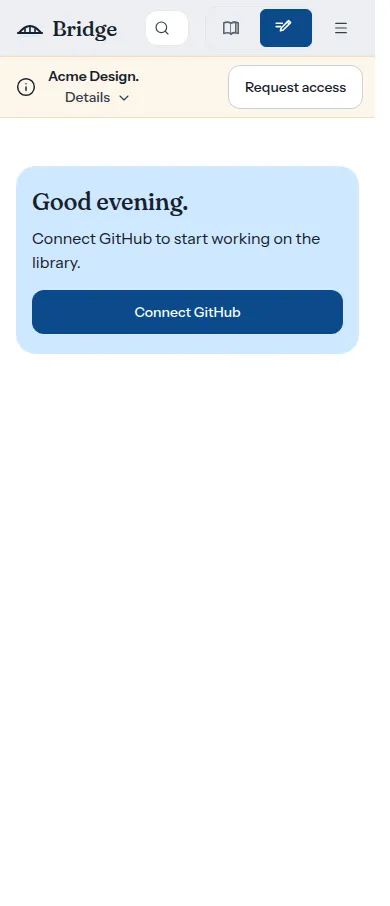 Bridge
Acme Design.
Details
Request access
Good evening.
Connect GitHub to start working on the
library.
Connect GitHub